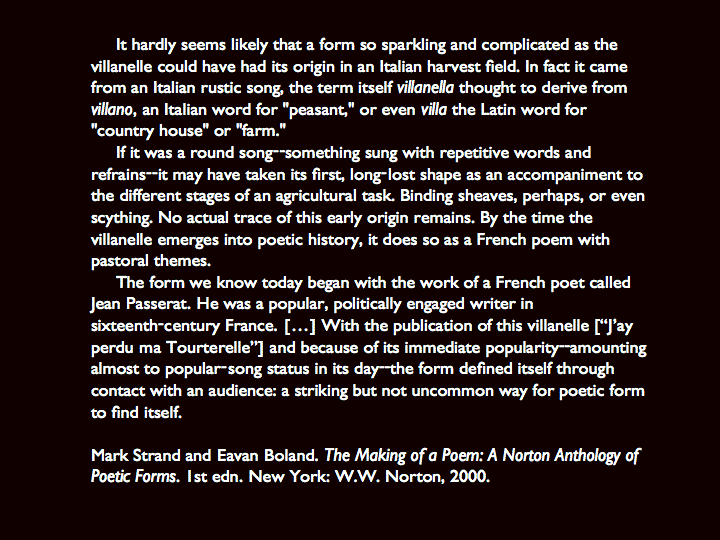 It hardly seems likely that a form so sparkling and complicated as the
villanelle could have had its origin in an Italian harvest field. In fact it came
from an Italian rustic song, the term itself villanella thought to derive from
villano, an Italian word for "peasant," or even villa the Latin word for
"country house" or "farm."
If it was a round song--something sung with repetitive words and
refrains--it may have taken its first, long-lost shape as an accompaniment to
the different stages of an agricultural task. Binding sheaves, perhaps, or even
scything. No actual trace of this early origin remains. By the time the
villanelle emerges into poetic history, it does so as a French poem with
pastoral themes.
The form we know today began with the work of a French poet called
Jean Passerat. He was a popular, politically engaged writer in
sixteenth-century France. […] With the publication of this villanelle [“J’ay
perdu ma Tourterelle”] and because of its immediate popularity--amounting
almost to popular-song status in its day--the form defined itself through
contact with an audience: a striking but not uncommon way for poetic form
to find itself.
Mark Strand and Eavan Boland. The Making of a Poem: A Norton Anthology of
Poetic Forms. 1st edn. New York: W.W. Norton, 2000.